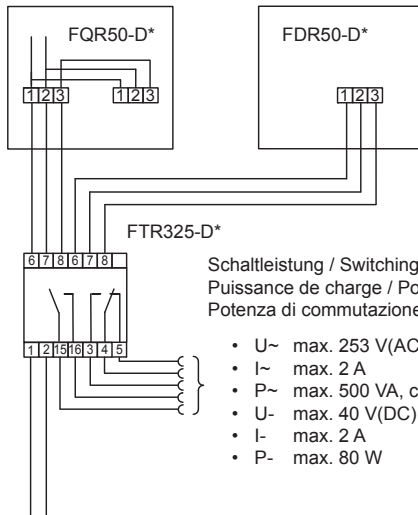 FQR50-D*
FDR50-D*
1 2 3
1 2 3
1 2 3
FTR325-D*
6 7 8 6 7 8
Schaltleistung / Switching
Puissance de charge / Po
Potenza di commutazione
1 2 15 16 3 4 5
• U~ max. 253 V(AC
• I~ max. 2 A
• P~ max. 500 VA, c
• U- max. 40 V(DC)
• I- max. 2 A
• P- max. 80 W